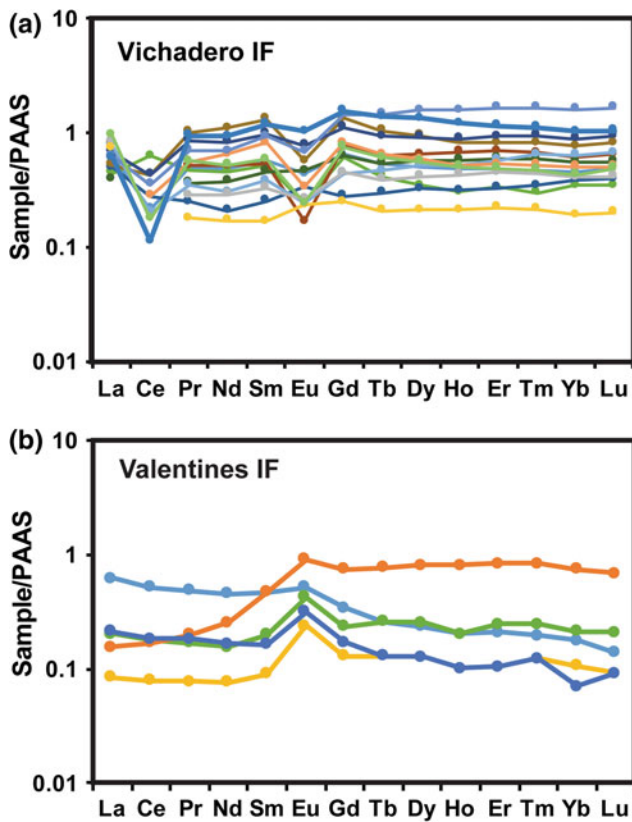 (a)
Vichadero IF
Sample/PAAS
10
1
0.1
0.01
La Ce Pr Nd Sm Eu Gd Tb Dy Ho Er Tm Yb Lu
(b)
Valentines IF
Sample/PAAS
10
1
0.1
0.01
La Ce Pr Nd Sm Eu Gd Tb Dy Ho Er Tm Yb Lu